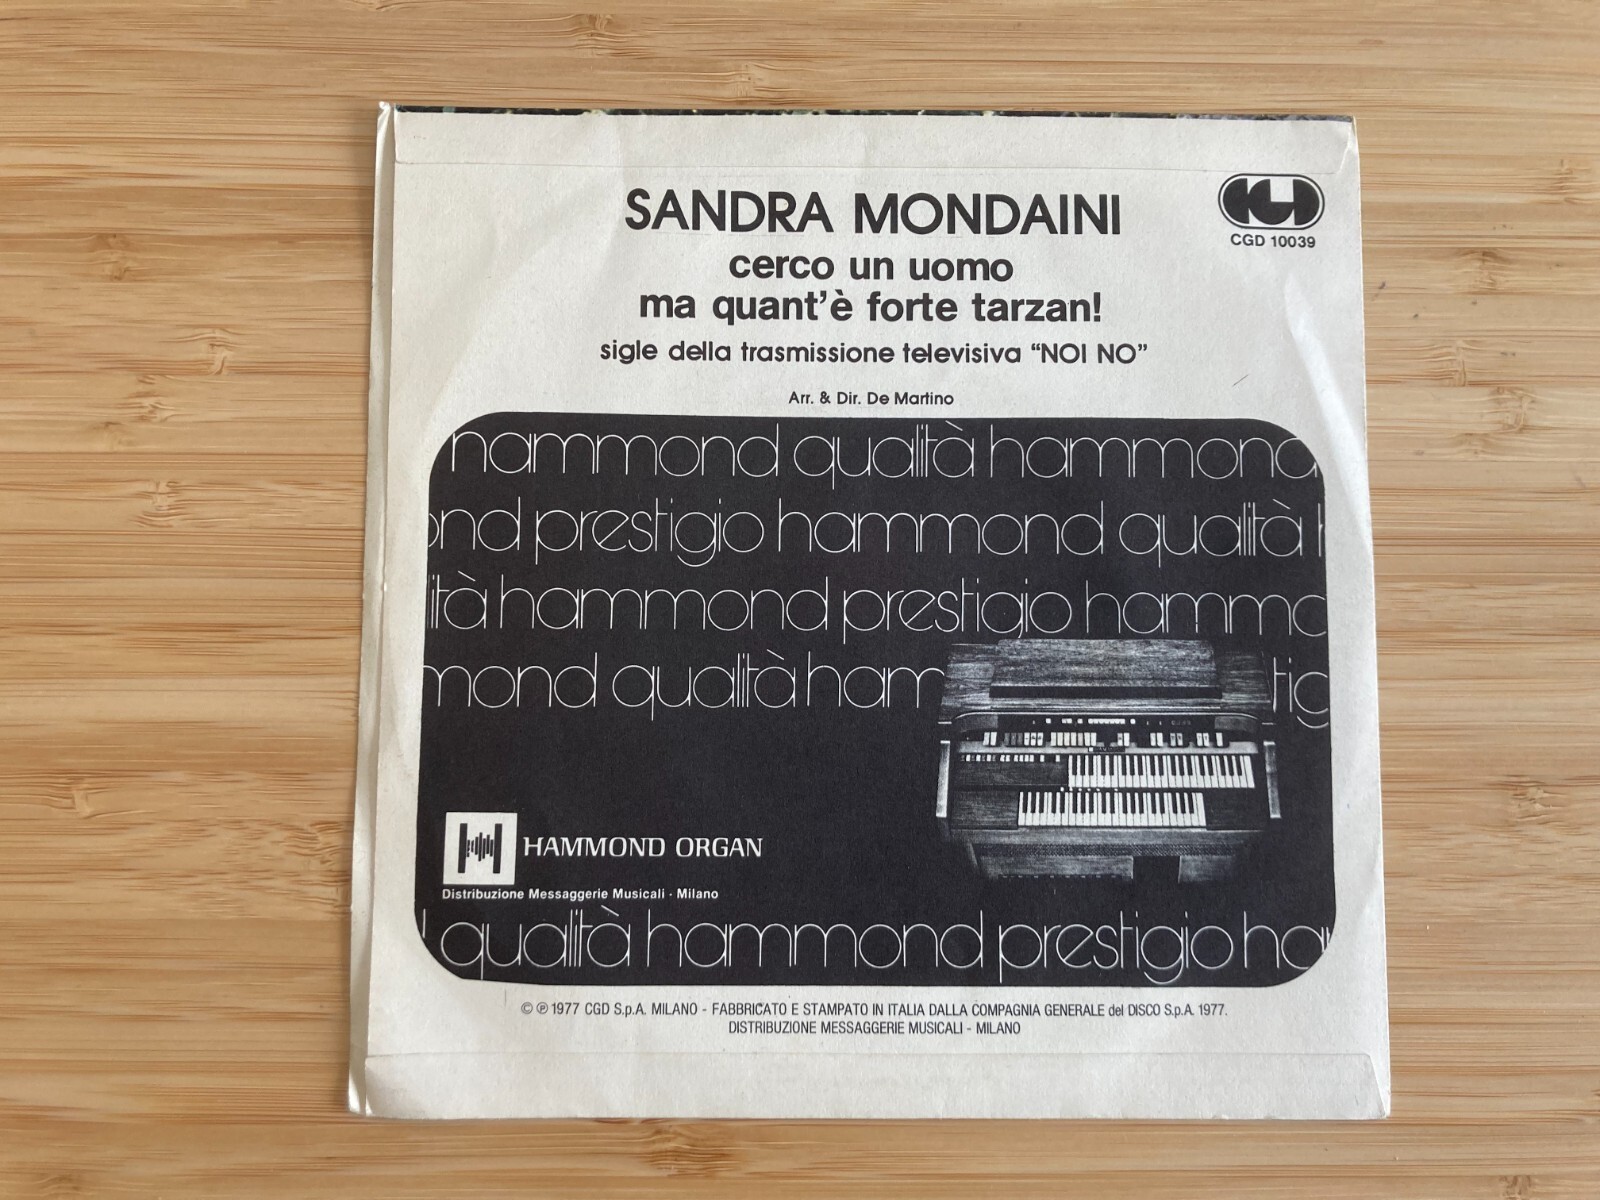 SANDRA MONDAINI
CGD 10039
cerco un uomo
ma quant'è forte tarzan!
sigle della trasmissione televisiva “NOI NO”
Arr. & Dir. De Martino
hammond qualità hammond
ond prestigio hammond qualità h
ità hammond prestigio hammo
mond qualità ham tig
HAMMOND ORGAN
Distribuzione Messaggerie Musicali - Milano
qualità hammond prestigio ha
© ℗ 1977 CGD S.p.A. MILANO - FABBRICATO E STAMPATO IN ITALIA DALLA COMPAGNIA GENERALE del DISCO S.p.A. 1977.
DISTRIBUZIONE MESSAGGERIE MUSICALI - MILANO